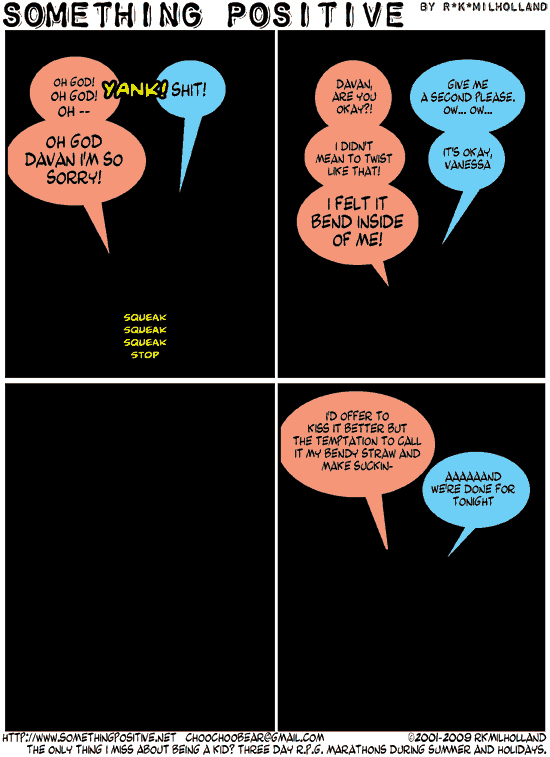 SOMETHING POSITIVE BY R*K*MILHOLLAND
OH GOD!
OH GOD!
OH --
YANK!
SHIT!
OH GOD
DAVAN I'M SO
SORRY!
SQUEAK
SQUEAK
SQUEAK
STOP
DAVAN,
ARE YOU
OKAY?!
GIVE ME
A SECOND PLEASE.
OW... OW...
I DIDN'T
MEAN TO TWIST
LIKE THAT!
IT'S OKAY,
VANESSA
I FELT IT
BEND INSIDE
OF ME!
I'D OFFER TO
KISS IT BETTER BUT
THE TEMPTATION TO CALL
IT MY BENDY STRAW AND
MAKE SUCKIN-
AAAAAAND
WE'RE DONE FOR
TONIGHT
HTTP://WWW.SOMETHINGPOSITIVE.NET CHOOCHOOBEAR@GMAIL.COM ©2001-2009 RKMILHOLLAND
THE ONLY THING I MISS ABOUT BEING A KID? THREE DAY R.P.G. MARATHONS DURING SUMMER AND HOLIDAYS.